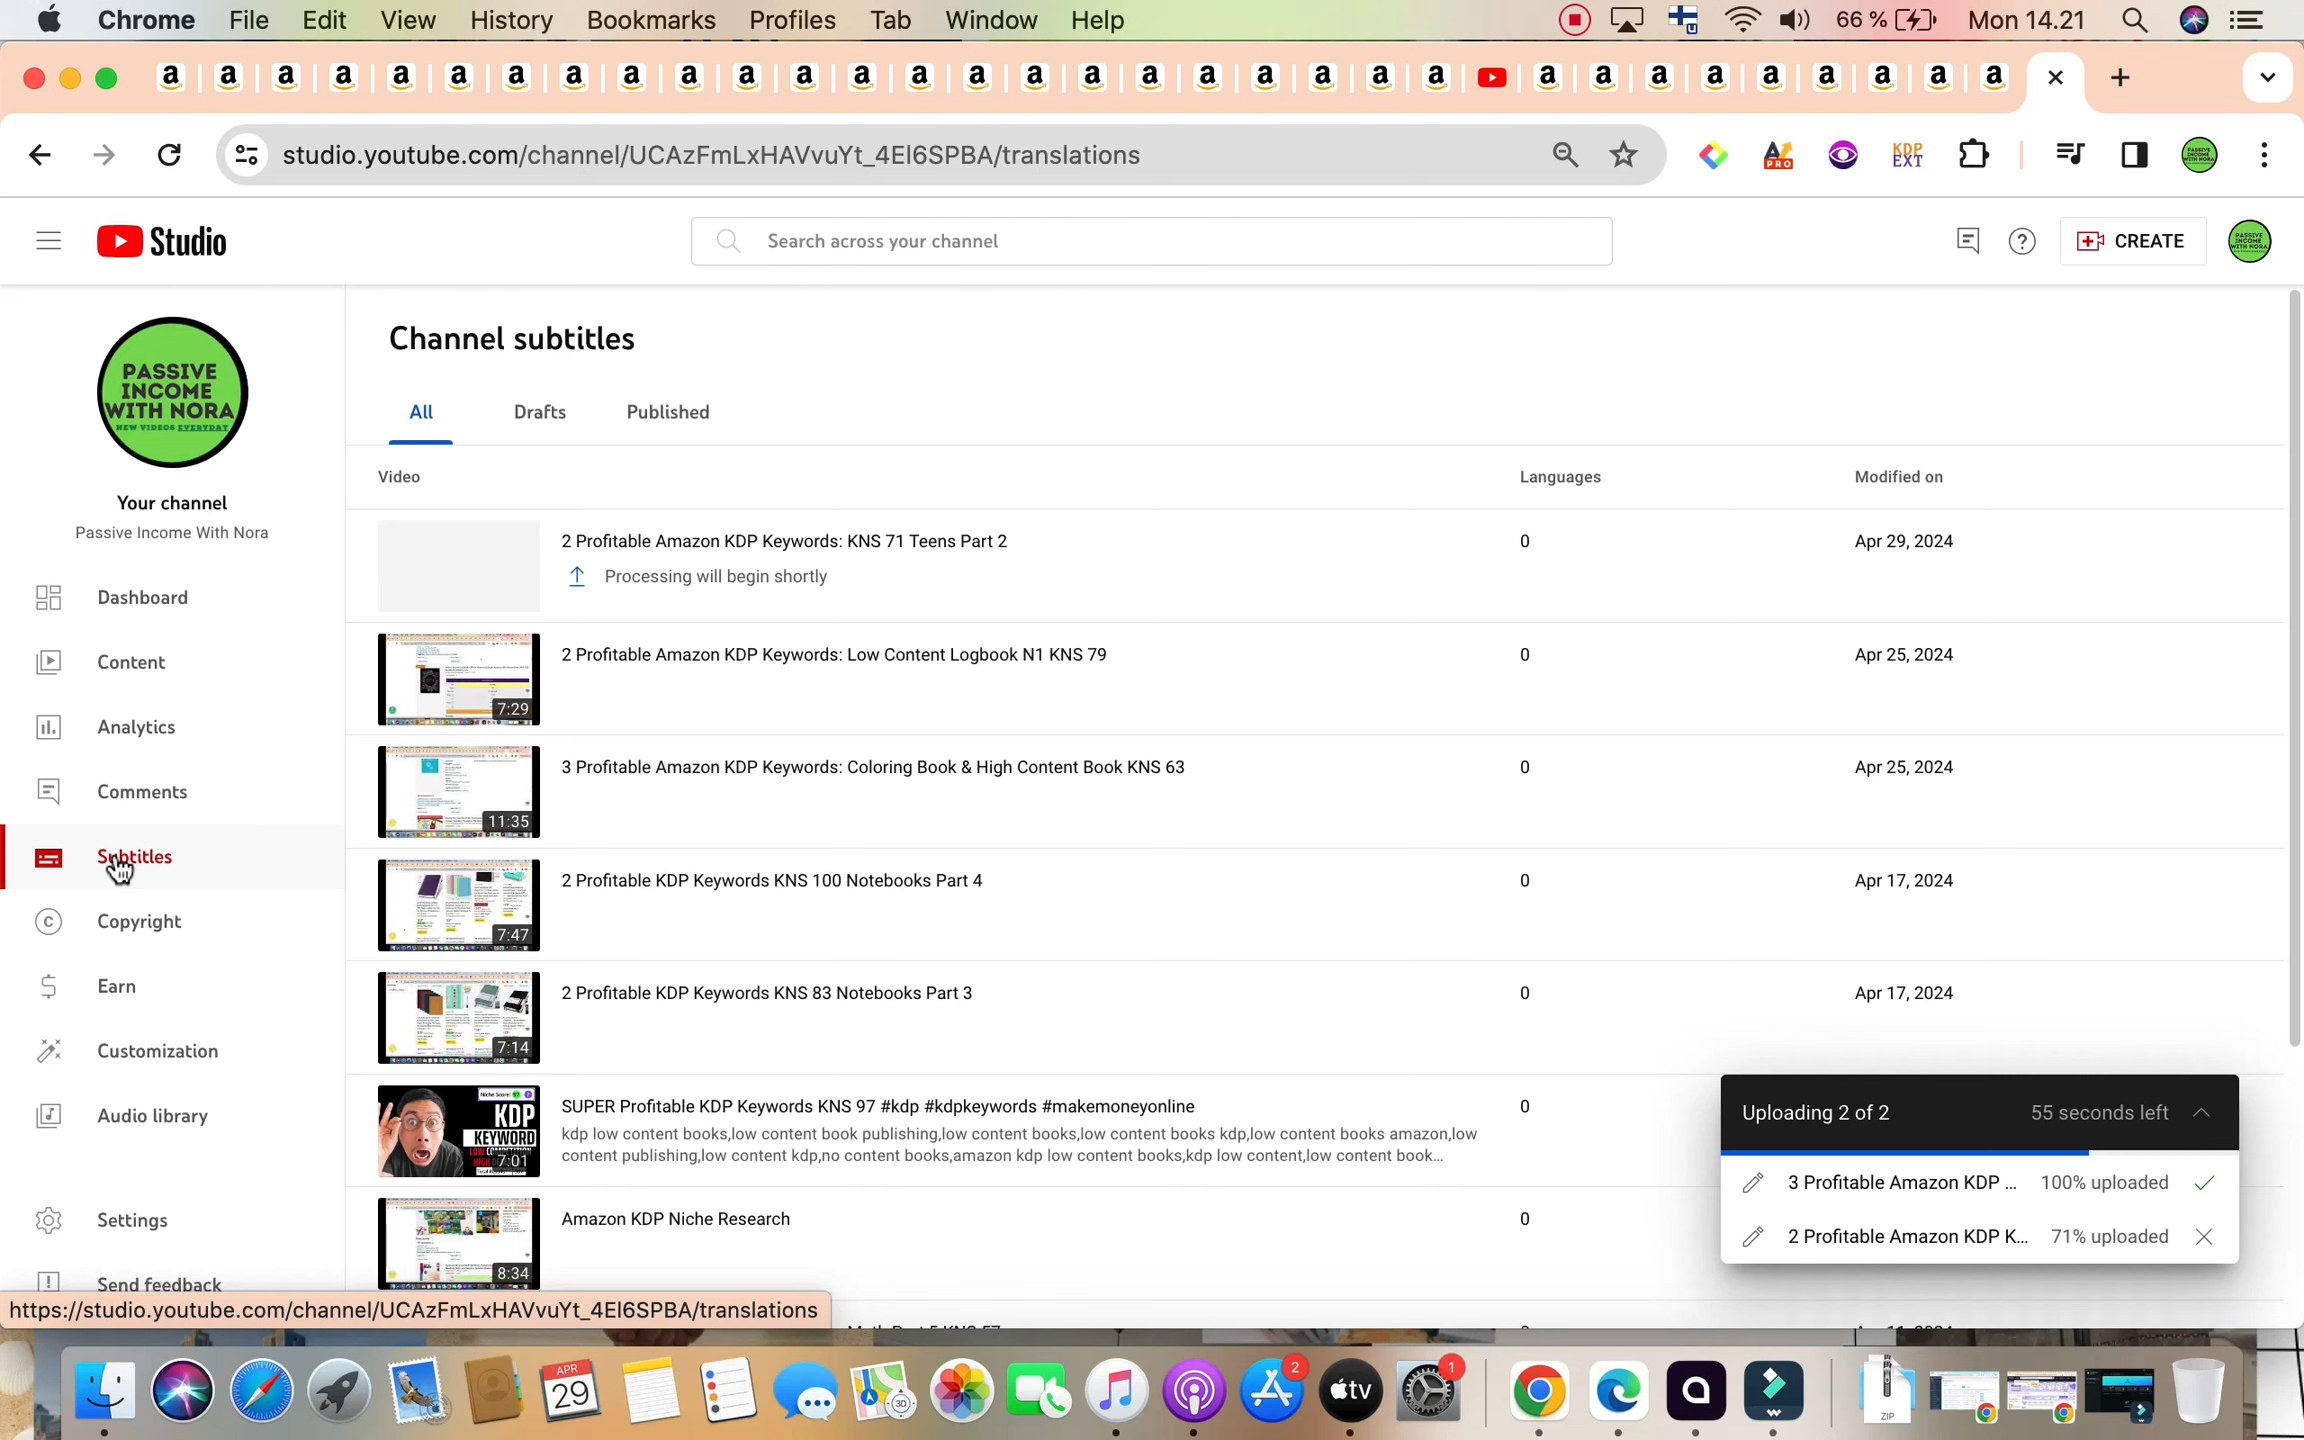 Chrome File Edit View History Bookmarks Profiles Tab Window Help 66 % Mon 14.21
studio.youtube.com/channel/UCAzFmLxHAVvuYt_4El6SPBA/translations
A PRO
KDP EXT
Studio
Search across your channel
CREATE
PASSIVE
INCOME
WITH NORA
NEW VIDEOS EVERYDAY
Your channel
Passive Income With Nora
Dashboard
Content
Analytics
Comments
Subtitles
Copyright
Earn
Customization
Audio library
Settings
Send feedback
Channel subtitles
All Drafts Published
Video Languages Modified on
2 Profitable Amazon KDP Keywords: KNS 71 Teens Part 2 0 Apr 29, 2024
Processing will begin shortly
2 Profitable Amazon KDP Keywords: Low Content Logbook N1 KNS 79 0 Apr 25, 2024
7:29
3 Profitable Amazon KDP Keywords: Coloring Book & High Content Book KNS 63 0 Apr 25, 2024
11:35
2 Profitable KDP Keywords KNS 100 Notebooks Part 4 0 Apr 17, 2024
7:47
2 Profitable KDP Keywords KNS 83 Notebooks Part 3 0 Apr 17, 2024
7:14
SUPER Profitable KDP Keywords KNS 97 #kdp #kdpkeywords #makemoneyonline 0
kdp low content books,low content book publishing,low content books,low content books kdp,low content books amazon,low
content publishing,low content kdp,no content books,amazon kdp low content books,kdp low content,low content book...
KDP
KEYWORD
7:01
Amazon KDP Niche Research 0
8:34
Uploading 2 of 2 55 seconds left
3 Profitable Amazon KDP ... 100% uploaded
2 Profitable Amazon KDP K... 71% uploaded
https://studio.youtube.com/channel/UCAzFmLxHAVvuYt_4El6SPBA/translations
APR
29
3D
2
tv
1
ZIP